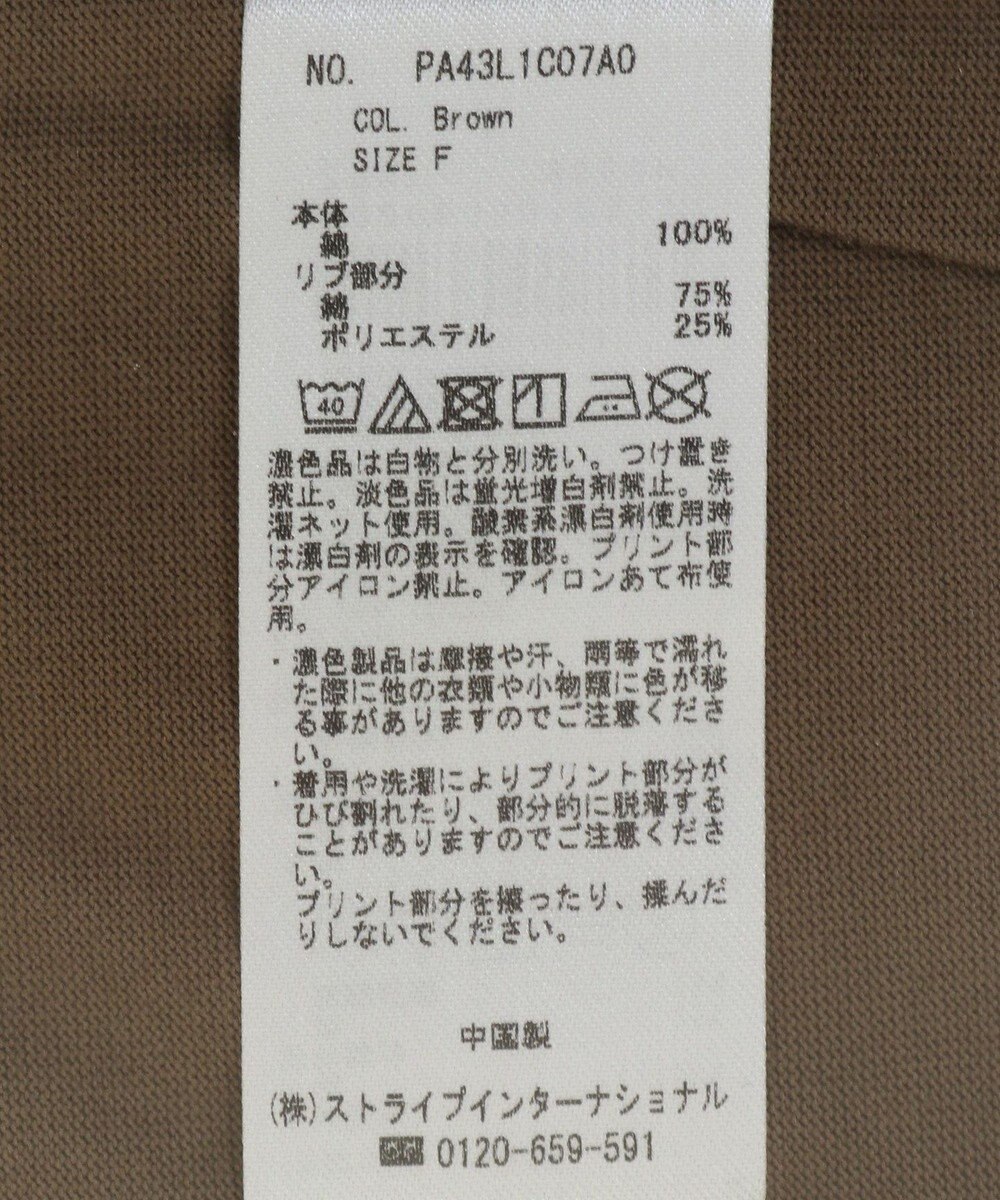 NO. PA43L1C07A0
COL. Brown
SIZE F
本体
綿 100%
リブ部分
綿 75%
ポリエステル 25%
40
濃色品は白物と分別洗い。つけ置き
禁止。淡色品は蛍光増白剤禁止。洗
濯ネット使用。酸素系漂白剤使用時
は漂白剤の表示を確認。プリント部
分アイロン禁止。アイロンあて布使
用。
・濃色製品は摩擦や汗、雨等で濡れ
た際に他の衣類や小物類に色が移
る事がありますのでご注意くださ
い。
・着用や洗濯によりプリント部分が
ひび割れたり、部分的に脱落する
ことがありますのでご注意くださ
い。
プリント部分を擦ったり、揉んだ
りしないでください。
中国製
(株)ストライプインターナショナル
0120-659-591